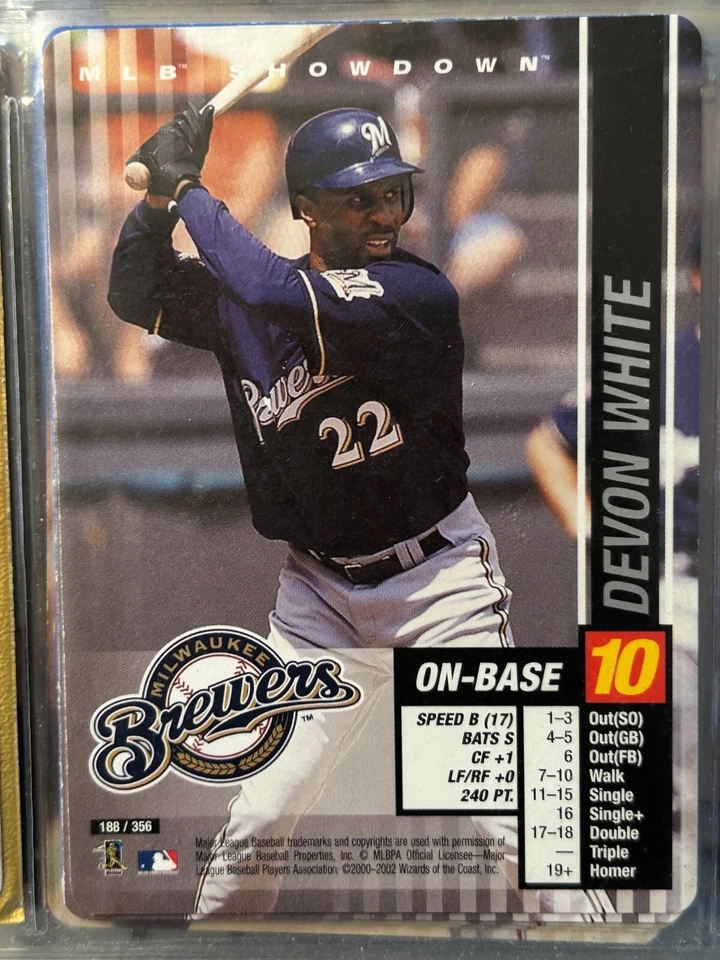 MLB™ SHOWDOWN™
M
Brewers
22
DEVON WHITE
MILWAUKEE
Brewers™
ON-BASE 10
SPEED B (17)
BATS S
CF +1
LF/RF +0
240 PT.
1–3 Out(SO)
4–5 Out(GB)
6 Out(FB)
7–10 Walk
11–15 Single
16 Single+
17–18 Double
— Triple
19+ Homer
188 / 356
Major League Baseball trademarks and copyrights are used with permission of
Major League Baseball Properties, Inc. © MLBPA Official Licensee—Major
League Baseball Players Association. ©2000–2002 Wizards of the Coast, Inc.